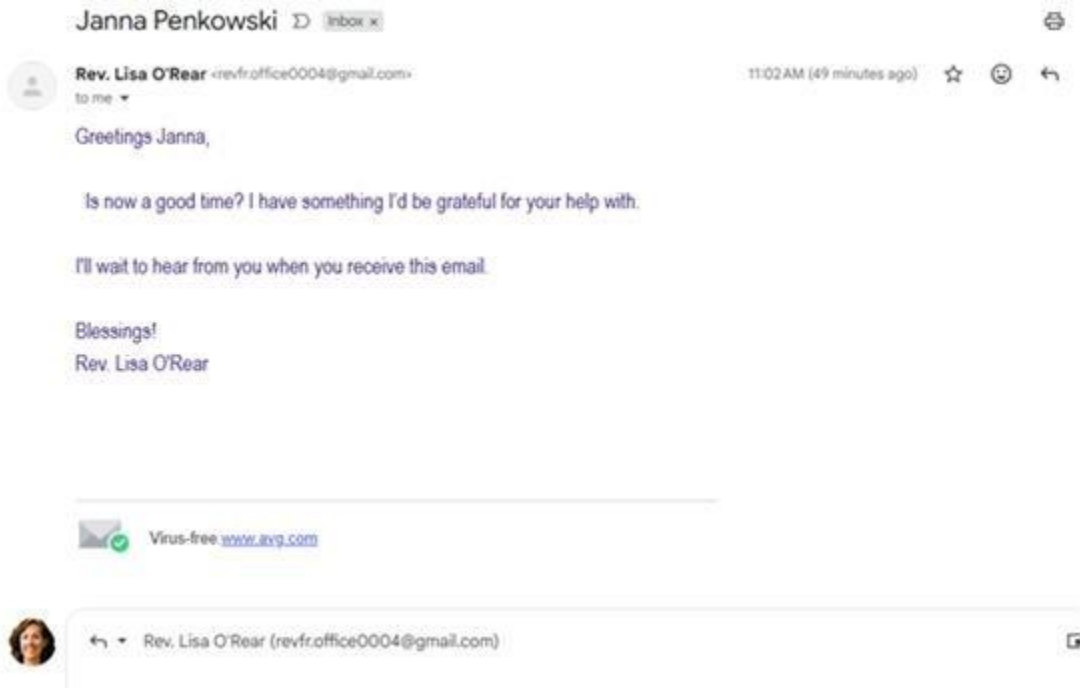 Janna Penkowski Inbox x
Rev. Lisa O'Rear <revfr.office0004@gmail.com> 11:02 AM (49 minutes ago)
to me
Greetings Janna,
Is now a good time? I have something I'd be grateful for your help with.
I'll wait to hear from you when you receive this email.
Blessings!
Rev. Lisa O'Rear
Virus-free.www.avg.com
Rev. Lisa O'Rear (revfr.office0004@gmail.com)